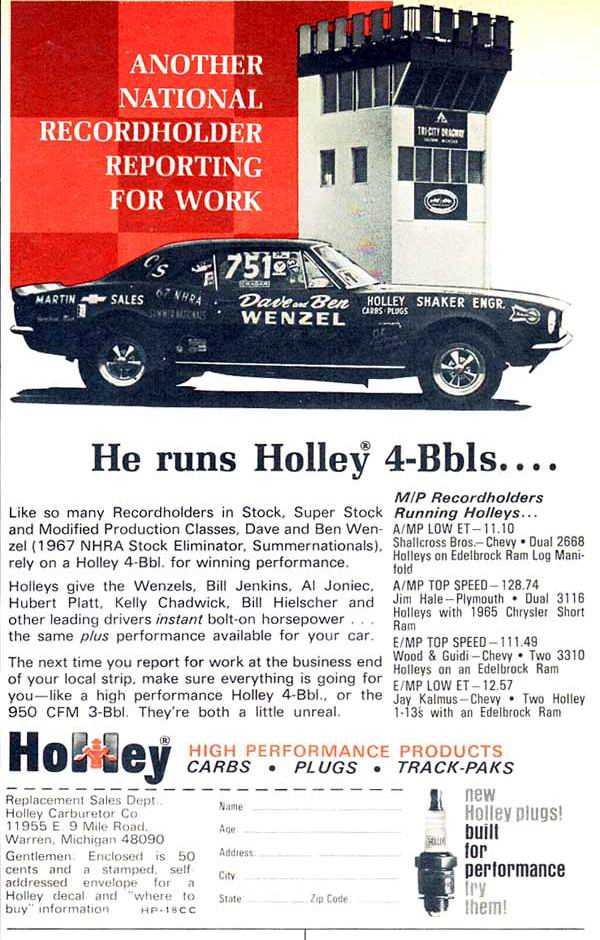 ANOTHER
NATIONAL
RECORDHOLDER
REPORTING
FOR WORK
TRI-CITY DRAGWAY
C/S
751
CRAGAR
MARTIN SALES
67 NHRA
SUMMERNATIONALS
Dave and Ben
WENZEL
HOLLEY
CARBS · PLUGS
SHAKER ENGR.
He runs Holley® 4-Bbls....
Like so many Recordholders in Stock, Super Stock
and Modified Production Classes, Dave and Ben Wen-
zel (1967 NHRA Stock Eliminator, Summernationals),
rely on a Holley 4-Bbl. for winning performance.
Holleys give the Wenzels, Bill Jenkins, Al Joniec,
Hubert Platt, Kelly Chadwick, Bill Hielscher and
other leading drivers instant bolt-on horsepower . . .
the same plus performance available for your car.
The next time you report for work at the business end
of your local strip, make sure everything is going for
you—like a high performance Holley 4-Bbl., or the
950 CFM 3-Bbl. They're both a little unreal.
M/P Recordholders
Running Holleys...
A/MP LOW ET—11.10
Shallcross Bros.—Chevy • Dual 2668
Holleys on Edelbrock Ram Log Mani-
fold
A/MP TOP SPEED—128.74
Jim Hale—Plymouth • Dual 3116
Holleys with 1965 Chrysler Short
Ram
E/MP TOP SPEED—111.49
Wood & Guidi—Chevy • Two 3310
Holleys on an Edelbrock Ram
E/MP LOW ET—12.57
Jay Kalmus—Chevy • Two Holley
1-13s with an Edelbrock Ram
Holley®
HIGH PERFORMANCE PRODUCTS
CARBS • PLUGS • TRACK-PAKS
Replacement Sales Dept..
Holley Carburetor Co
11955 E. 9 Mile Road,
Warren, Michigan 48090
Gentlemen: Enclosed is 50
cents and a stamped, self-
addressed envelope for a
Holley decal and "where to
buy" information HP-18CC
Name
Age
Address
City
State Zip Code
HOLLEY
new
Holley plugs!
built
for
performance
try
them!